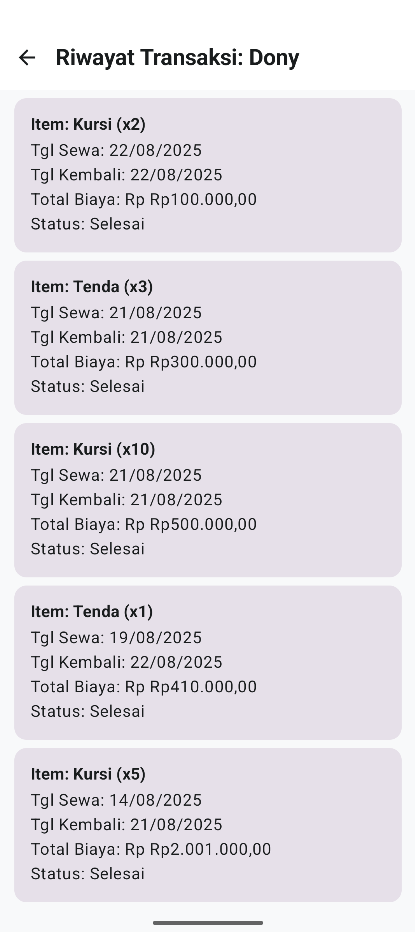 Riwayat Transaksi: Dony
Item: Kursi (x2)
Tgl Sewa: 22/08/2025
Tgl Kembali: 22/08/2025
Total Biaya: Rp Rp100.000,00
Status: Selesai
Item: Tenda (x3)
Tgl Sewa: 21/08/2025
Tgl Kembali: 21/08/2025
Total Biaya: Rp Rp300.000,00
Status: Selesai
Item: Kursi (x10)
Tgl Sewa: 21/08/2025
Tgl Kembali: 21/08/2025
Total Biaya: Rp Rp500.000,00
Status: Selesai
Item: Tenda (x1)
Tgl Sewa: 19/08/2025
Tgl Kembali: 22/08/2025
Total Biaya: Rp Rp410.000,00
Status: Selesai
Item: Kursi (x5)
Tgl Sewa: 14/08/2025
Tgl Kembali: 21/08/2025
Total Biaya: Rp Rp2.001.000,00
Status: Selesai